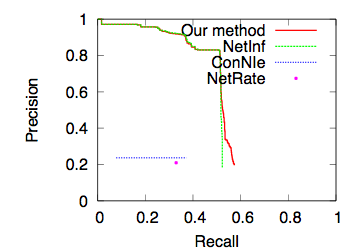 1
0.8
0.6
0.4
0.2
0
0 0.2 0.4 0.6 0.8 1
Precision
Recall
Our method
NetInf
ConNIe
NetRate